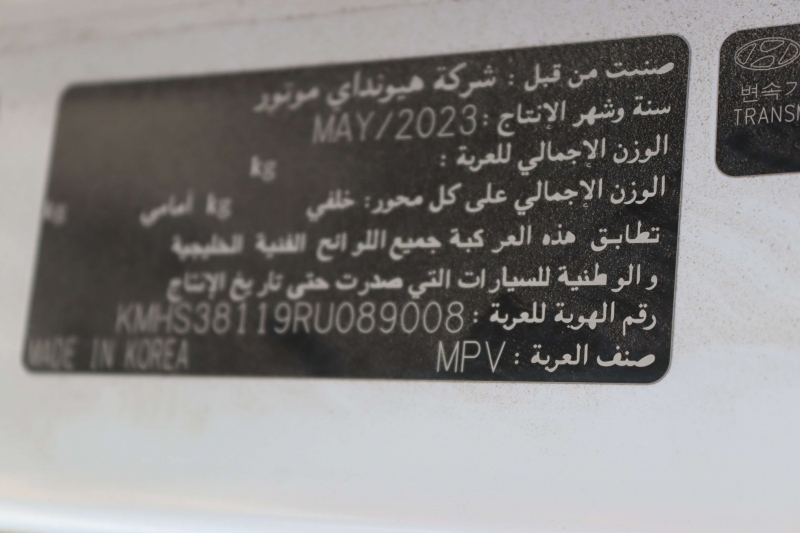 صنعت من قبل : شركة هيونداي موتور
سنة وشهر الإنتاج : MAY/2023
الوزن الإجمالي للعربة : kg
الوزن الإجمالي على كل محور: خلفي kg أمامي kg
تطابق هذه المركبة جميع اللوائح الفنية الخليجية
والوطنية للسيارات التي صدرت حتى تاريخ الإنتاج
رقم الهوية للعربة : KMHS38119RU089008
صنف العربة : MPV MADE IN KOREA
변속기